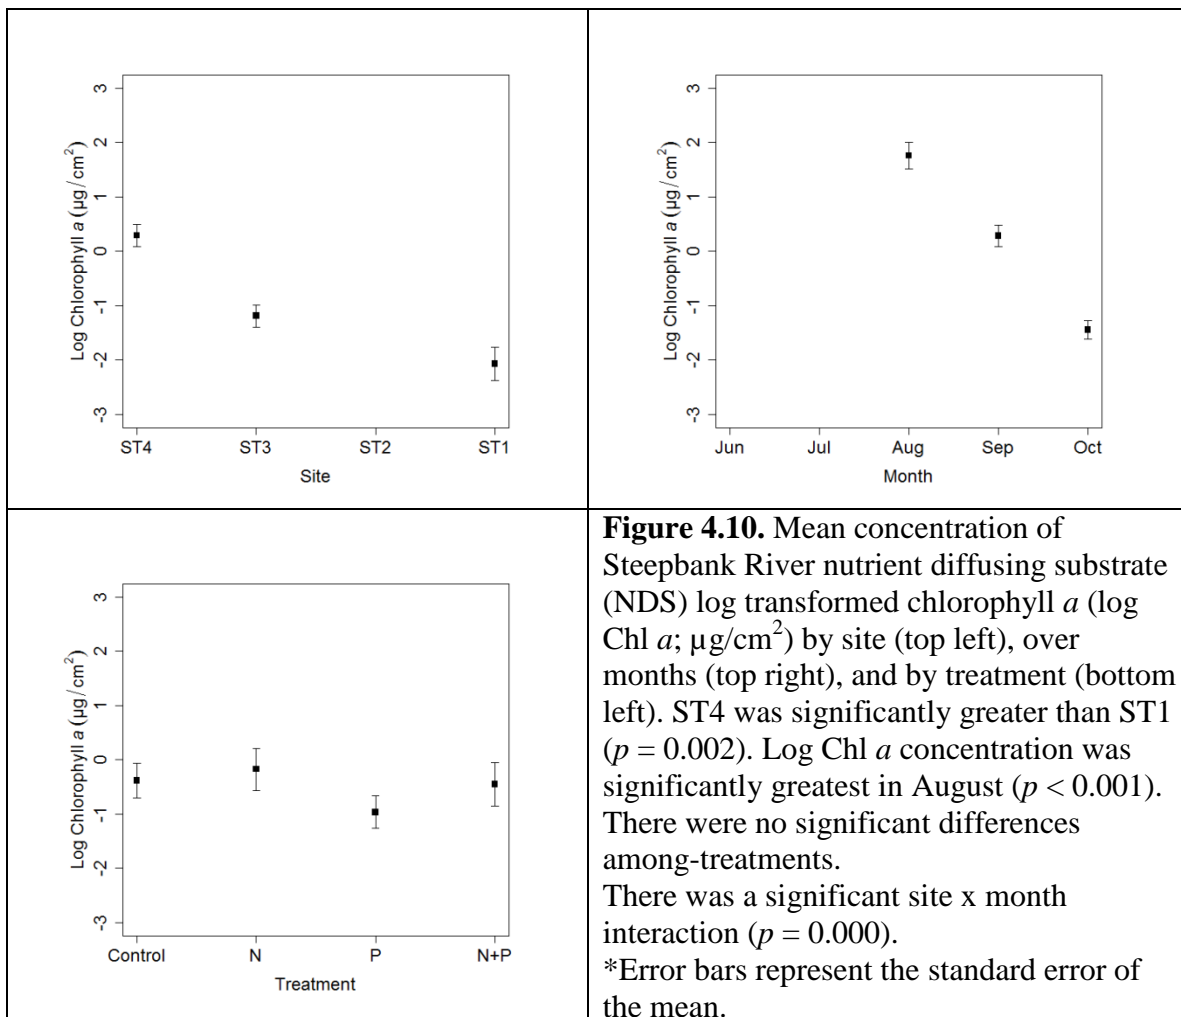 Log Chlorophyll a (µg/cm²)
3
2
1
0
-1
-2
-3
ST4 ST3 ST2 ST1
Site
Log Chlorophyll a (µg/cm²)
3
2
1
0
-1
-2
-3
Jun Jul Aug Sep Oct
Month
Log Chlorophyll a (µg/cm²)
3
2
1
0
-1
-2
-3
Control N P N+P
Treatment
Figure 4.10. Mean concentration of
Steepbank River nutrient diffusing substrate
(NDS) log transformed chlorophyll a (log
Chl a; µg/cm²) by site (top left), over
months (top right), and by treatment (bottom
left). ST4 was significantly greater than ST1
(p = 0.002). Log Chl a concentration was
significantly greatest in August (p < 0.001).
There were no significant differences
among-treatments.
There was a significant site x month
interaction (p = 0.000).
*Error bars represent the standard error of
the mean.